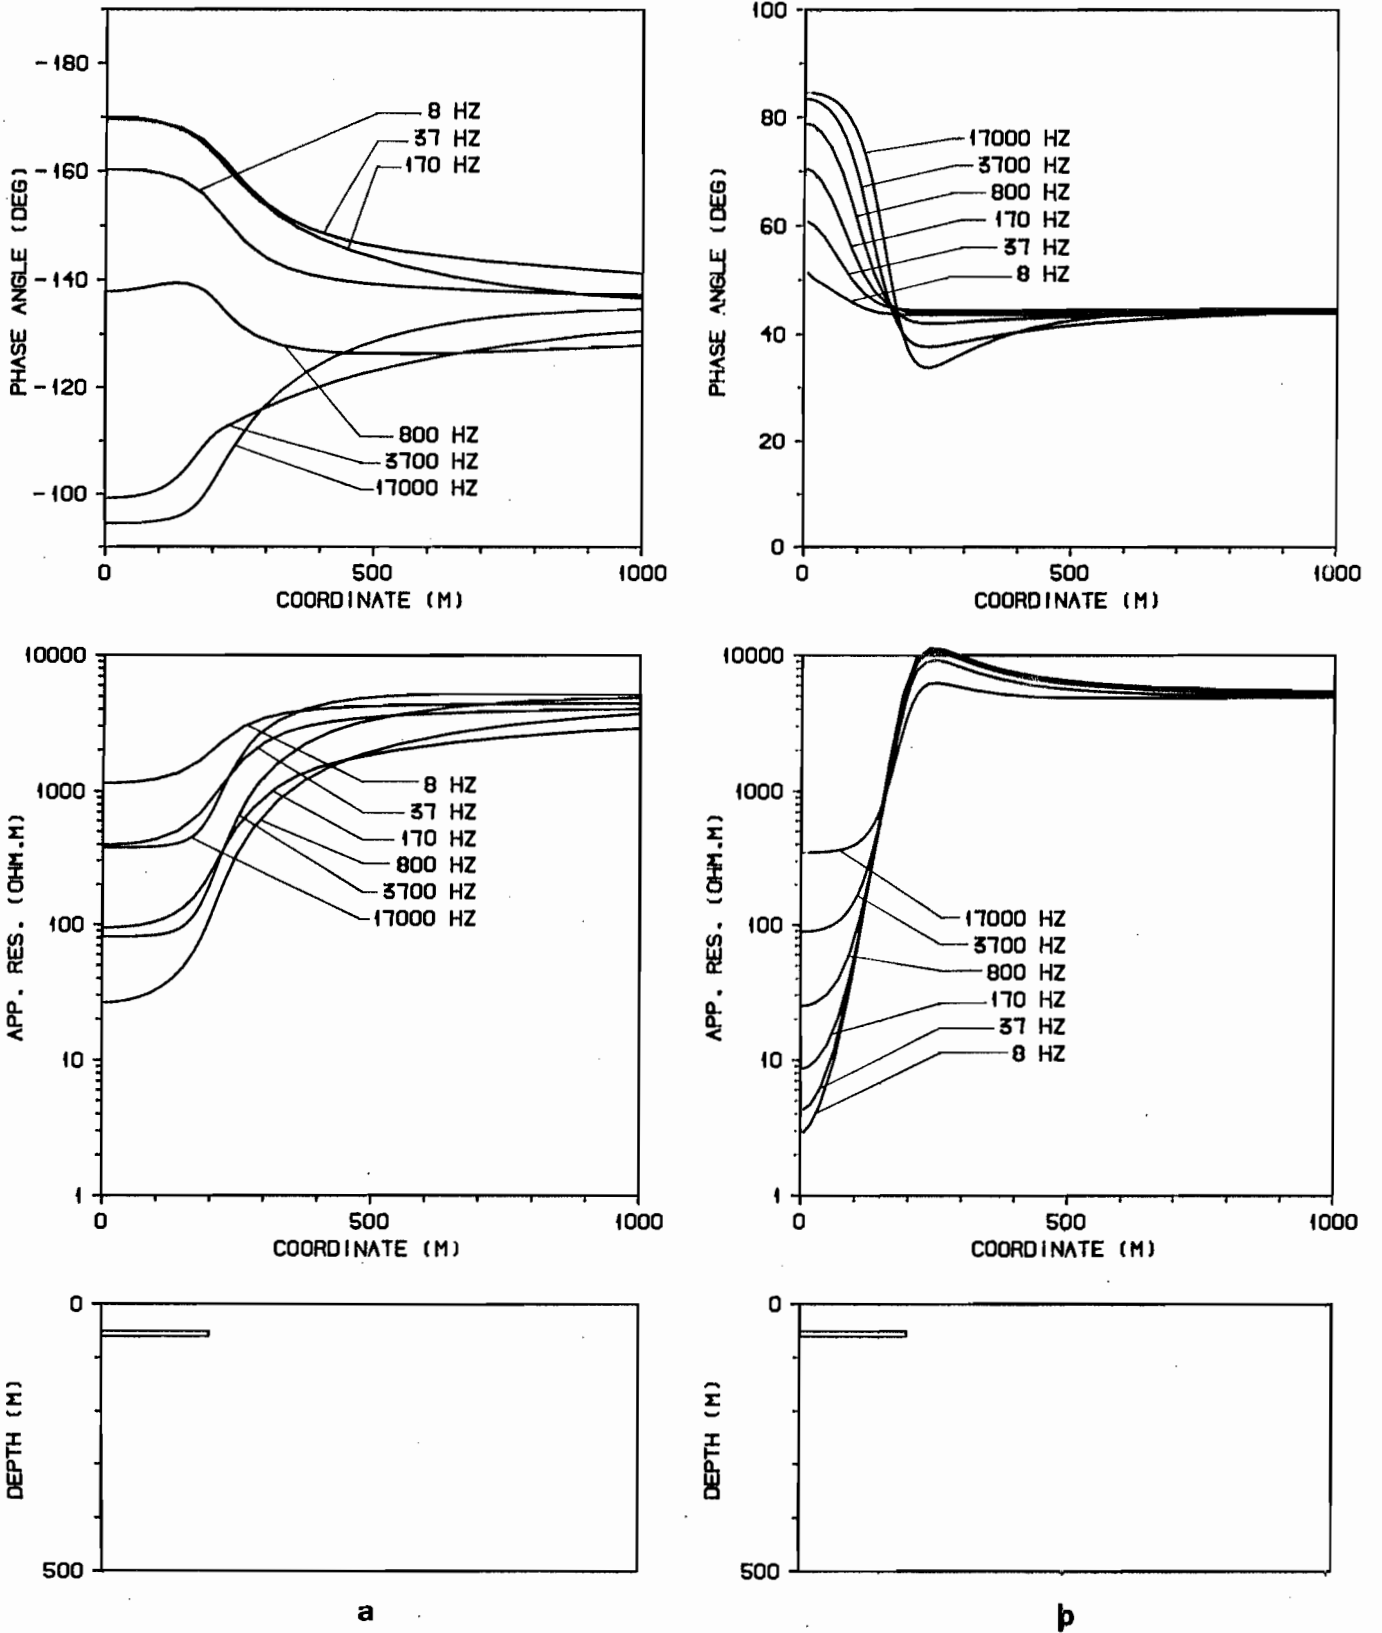 -180
-160
-140
-120
-100
PHASE ANGLE (DEG)
8 HZ
37 HZ
170 HZ
800 HZ
3700 HZ
17000 HZ
0 500 1000
COORDINATE (M)
100
80
60
40
20
0
PHASE ANGLE (DEG)
17000 HZ
3700 HZ
800 HZ
170 HZ
37 HZ
8 HZ
0 500 1000
COORDINATE (M)
10000
1000
100
10
1
APP. RES. (OHM.M)
8 HZ
37 HZ
170 HZ
800 HZ
3700 HZ
17000 HZ
0 500 1000
COORDINATE (M)
10000
1000
100
10
1
APP. RES. (OHM.M)
17000 HZ
3700 HZ
800 HZ
170 HZ
37 HZ
8 HZ
0 500 1000
COORDINATE (M)
0
500
DEPTH (M)
a
0
500
DEPTH (M)
b